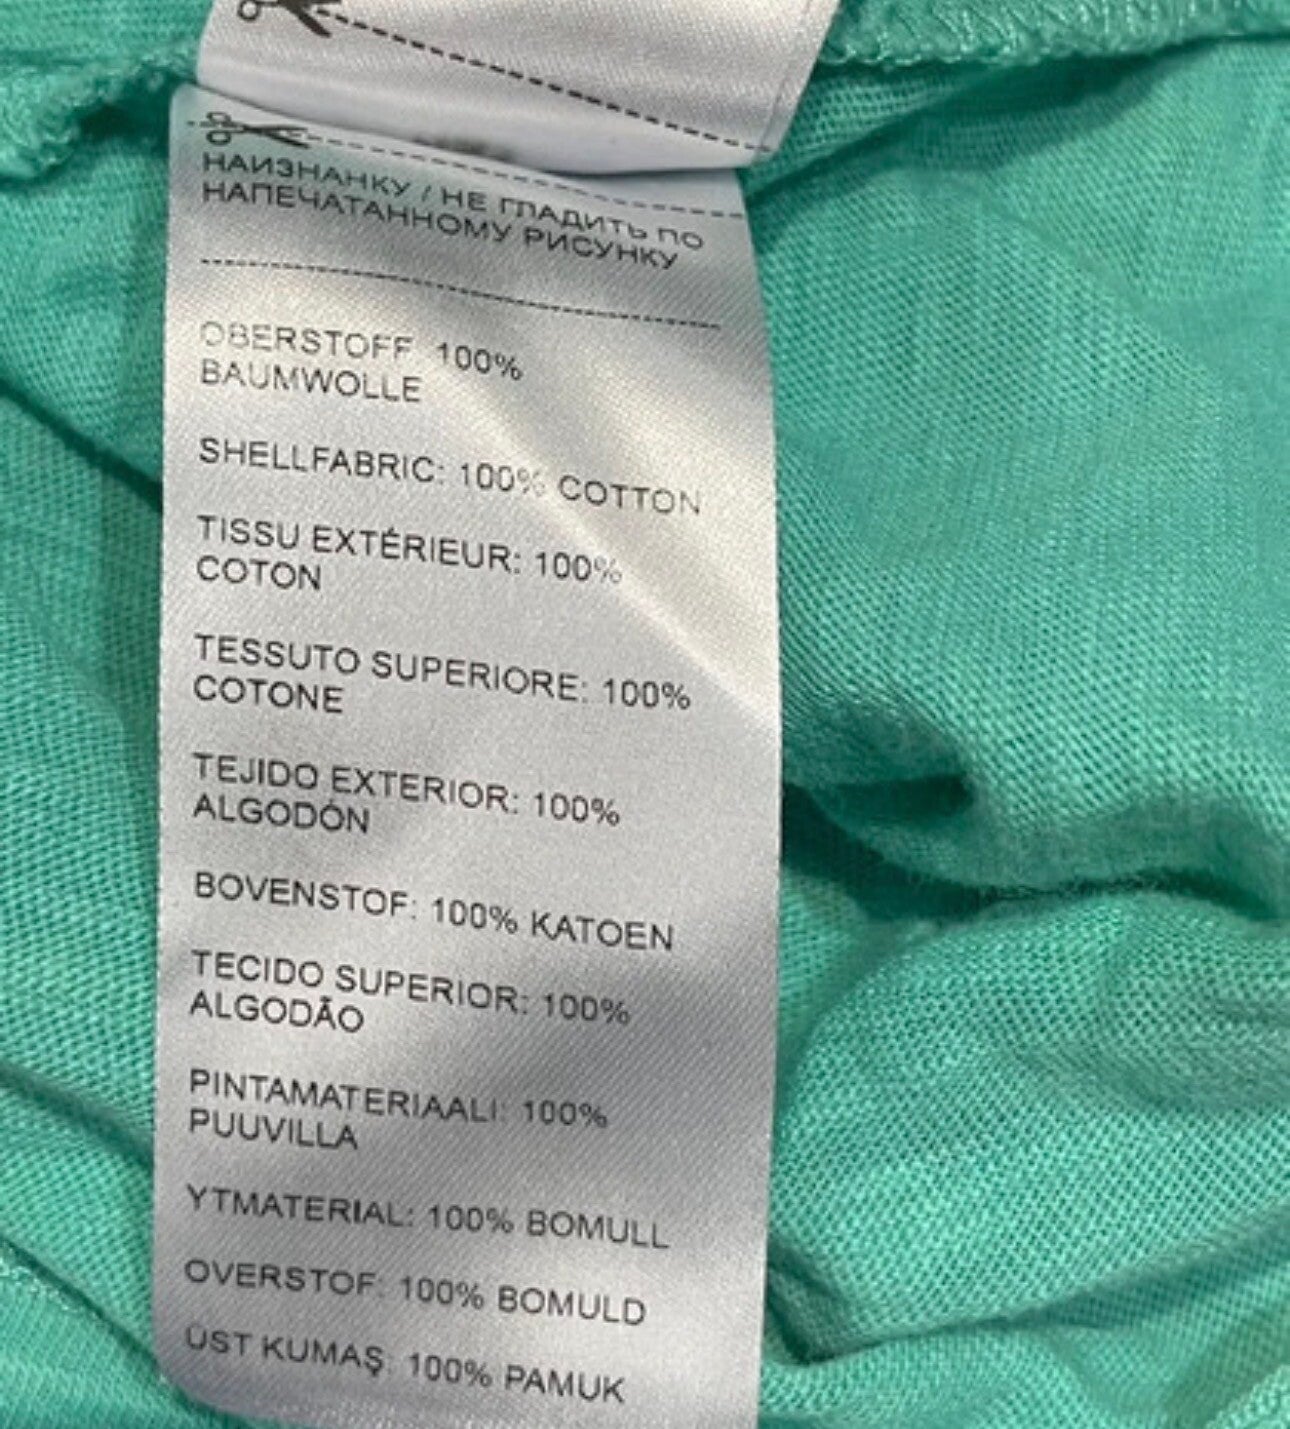 НАИЗНАНКУ / НЕ ГЛАДИТЬ ПО
НАПЕЧАТАННОМУ РИСУНКУ
OBERSTOFF 100%
BAUMWOLLE
SHELLFABRIC: 100% COTTON
TISSU EXTÉRIEUR: 100%
COTON
TESSUTO SUPERIORE: 100%
COTONE
TEJIDO EXTERIOR: 100%
ALGODÓN
BOVENSTOF: 100% KATOEN
TECIDO SUPERIOR: 100%
ALGODÃO
PINTAMATERIAALI: 100%
PUUVILLA
YTMATERIAL: 100% BOMULL
OVERSTOF: 100% BOMULD
ÜST KUMAŞ: 100% PAMUK